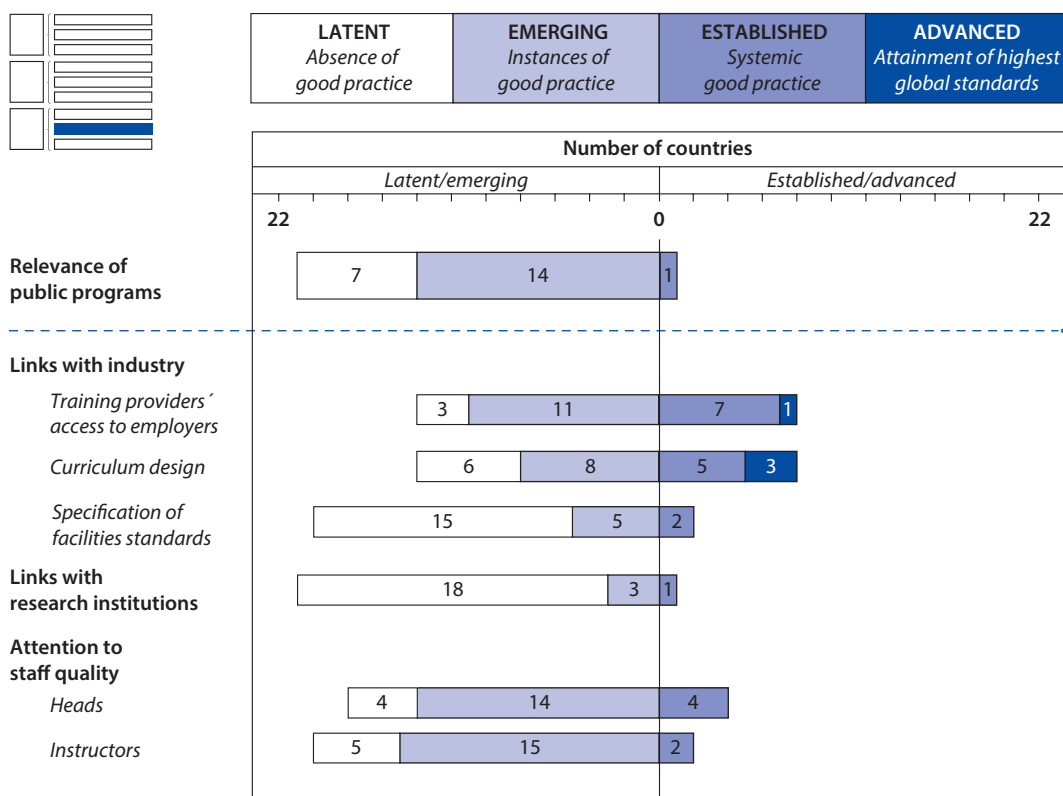 LATENT
Absence of
good practice
EMERGING
Instances of
good practice
ESTABLISHED
Systemic
good practice
ADVANCED
Attainment of highest
global standards
Number of countries
Latent/emerging
Established/advanced
22
0
22
Relevance of
public programs
7
14
1
Links with industry
Training providers´
access to employers
3
11
7
1
Curriculum design
6
8
5
3
Specification of
facilities standards
15
5
2
Links with
research institutions
18
3
1
Attention to
staff quality
Heads
4
14
4
Instructors
5
15
2